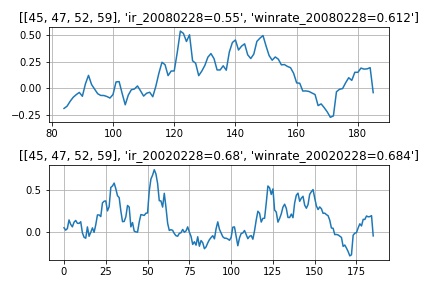 [[45, 47, 52, 59], 'ir_20080228=0.55', 'winrate_20080228=0.612']
0.50
0.25
0.00
−0.25
80 100 120 140 160 180
[[45, 47, 52, 59], 'ir_20020228=0.68', 'winrate_20020228=0.684']
0.5
0.0
0 25 50 75 100 125 150 175